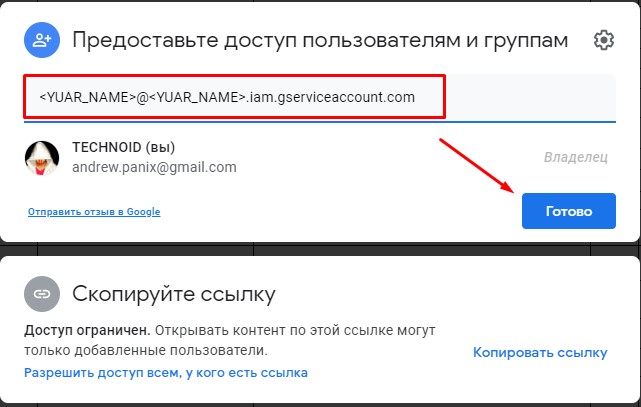 Предоставьте доступ пользователям и группам
<YUAR_NAME>@<YUAR_NAME>.iam.gserviceaccount.com
TECHNOID (вы)
andrew.panix@gmail.com
Владелец
Отправить отзыв в Google
Готово
Скопируйте ссылку
Доступ ограничен. Открывать контент по этой ссылке могут
только добавленные пользователи.
Копировать ссылку
Разрешить доступ всем, у кого есть ссылка